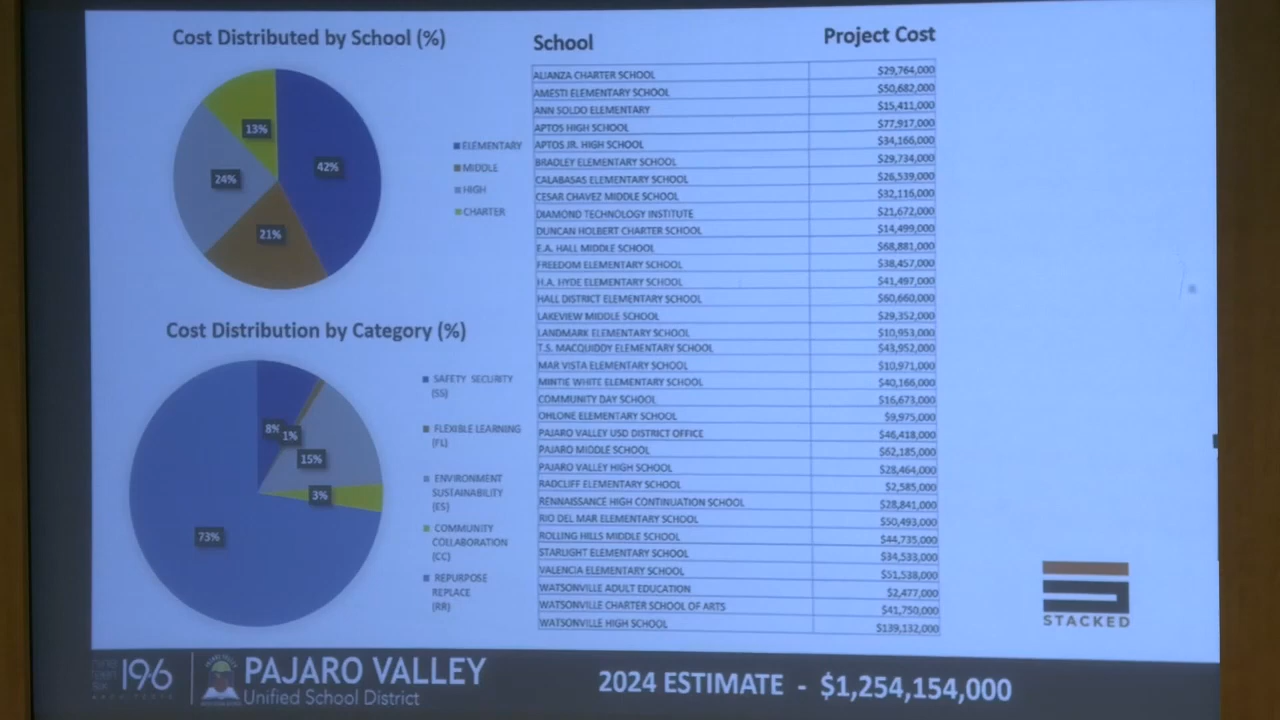 Cost Distributed by School (%)
13%
42%
24%
21%
ELEMENTARY
MIDDLE
HIGH
CHARTER
Cost Distribution by Category (%)
8%
1%
15%
3%
73%
SAFETY SECURITY
(SS)
FLEXIBLE LEARNING
(FL)
ENVIRONMENT
SUSTAINABILITY
(ES)
COMMUNITY
COLLABORATION
(CC)
REPURPOSE
REPLACE
(RR)
School Project Cost
ALIANZA CHARTER SCHOOL $29,764,000
AMESTI ELEMENTARY SCHOOL $50,682,000
ANN SOLDO ELEMENTARY $15,411,000
APTOS HIGH SCHOOL $77,917,000
APTOS JR. HIGH SCHOOL $34,166,000
BRADLEY ELEMENTARY SCHOOL $29,734,000
CALABASAS ELEMENTARY SCHOOL $26,539,000
CESAR CHAVEZ MIDDLE SCHOOL $32,116,000
DIAMOND TECHNOLOGY INSTITUTE $21,672,000
DUNCAN HOLBERT CHARTER SCHOOL $14,499,000
E.A. HALL MIDDLE SCHOOL $68,881,000
FREEDOM ELEMENTARY SCHOOL $38,457,000
H.A. HYDE ELEMENTARY SCHOOL $41,497,000
HALL DISTRICT ELEMENTARY SCHOOL $60,660,000
LAKEVIEW MIDDLE SCHOOL $29,352,000
LANDMARK ELEMENTARY SCHOOL $10,953,000
T.S. MACQUIDDY ELEMENTARY SCHOOL $43,952,000
MAR VISTA ELEMENTARY SCHOOL $10,971,000
MINTIE WHITE ELEMENTARY SCHOOL $40,166,000
COMMUNITY DAY SCHOOL $16,673,000
OHLONE ELEMENTARY SCHOOL $9,975,000
PAJARO VALLEY USD DISTRICT OFFICE $46,418,000
PAJARO MIDDLE SCHOOL $62,185,000
PAJARO VALLEY HIGH SCHOOL $28,464,000
RADCLIFF ELEMENTARY SCHOOL $2,585,000
RENNAISSANCE HIGH CONTINUATION SCHOOL $28,841,000
RIO DEL MAR ELEMENTARY SCHOOL $50,493,000
ROLLING HILLS MIDDLE SCHOOL $44,735,000
STARLIGHT ELEMENTARY SCHOOL $34,533,000
VALENCIA ELEMENTARY SCHOOL $51,538,000
WATSONVILLE ADULT EDUCATION $2,477,000
WATSONVILLE CHARTER SCHOOL OF ARTS $41,750,000
WATSONVILLE HIGH SCHOOL $139,132,000
STACKED
196
PAJARO VALLEY
Unified School District
2024 ESTIMATE - $1,254,154,000